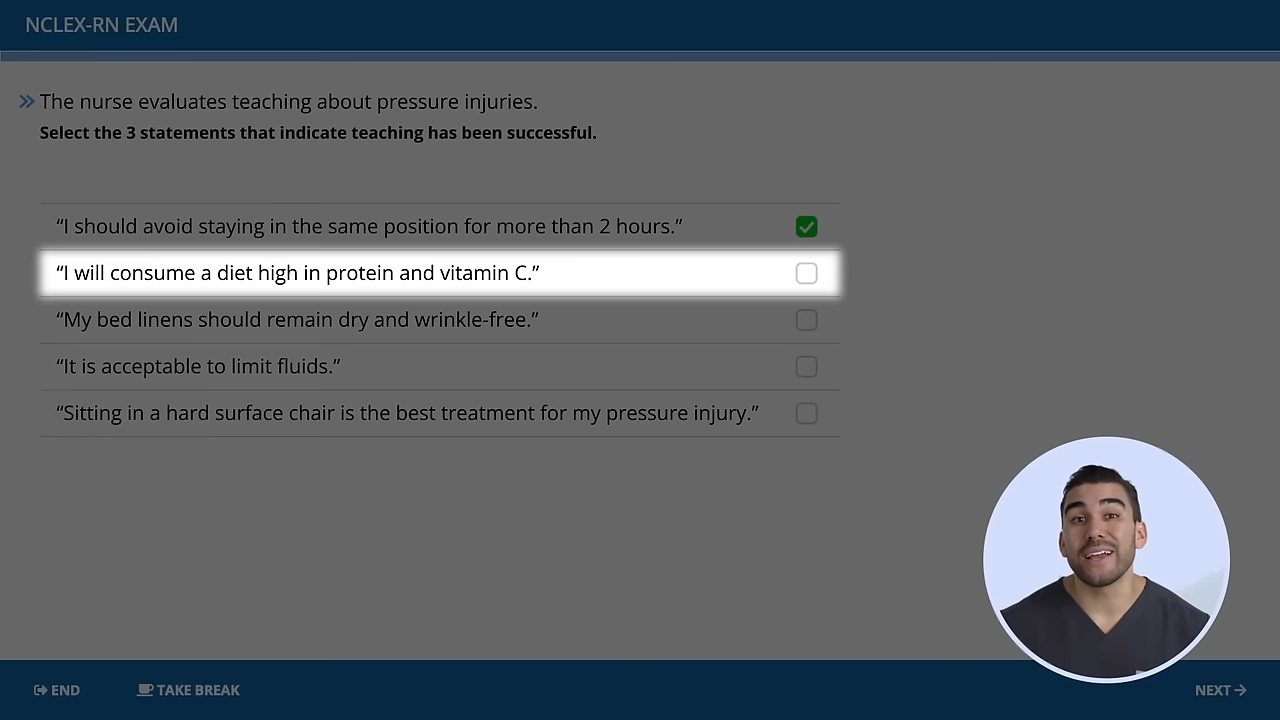 NCLEX-RN EXAM
The nurse evaluates teaching about pressure injuries.
Select the 3 statements that indicate teaching has been successful.
“I should avoid staying in the same position for more than 2 hours.”
“I will consume a diet high in protein and vitamin C.”
“My bed linens should remain dry and wrinkle-free.”
“It is acceptable to limit fluids.”
“Sitting in a hard surface chair is the best treatment for my pressure injury.”
END
TAKE BREAK
NEXT